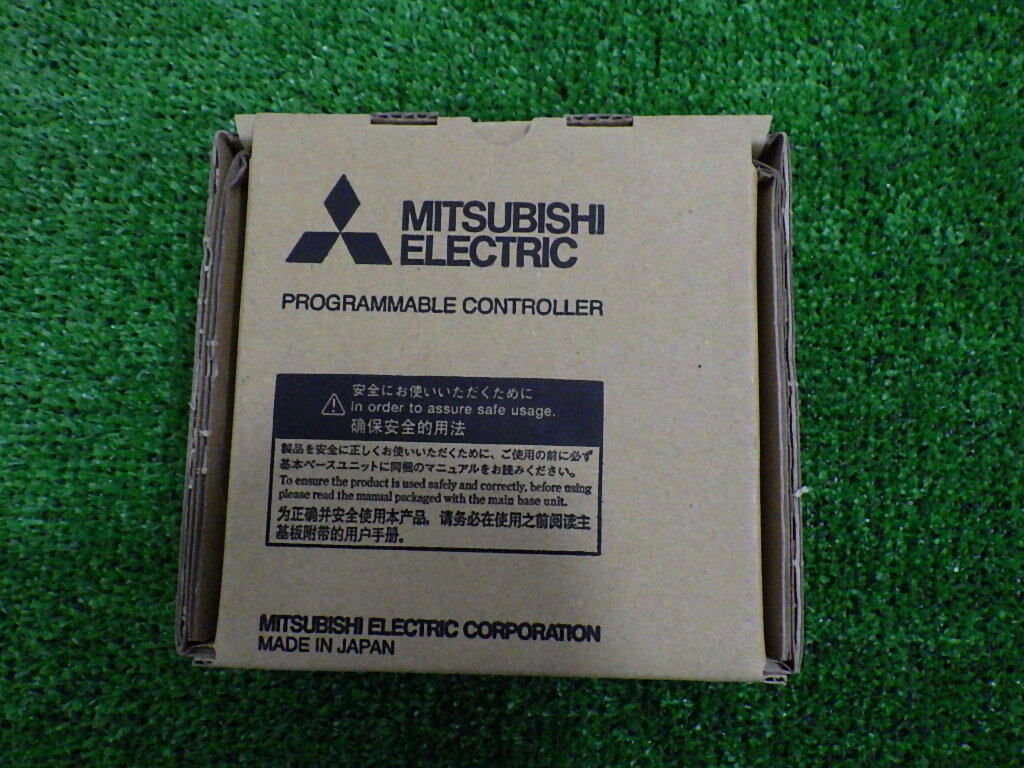 MITSUBISHI
ELECTRIC
PROGRAMMABLE CONTROLLER
安全にお使いいただくために
in order to assure safe usage.
确保安全的用法
製品を安全に正しくお使いいただくために、ご使用の前に必ず
基本ベースユニットに同梱のマニュアルをお読みください。
To ensure the product is used safely and correctly, before using
please read the manual packaged with the main base unit.
为正确并安全使用本产品，请务必在使用之前阅读主
基板附带的用户手册。
MITSUBISHI ELECTRIC CORPORATION
MADE IN JAPAN